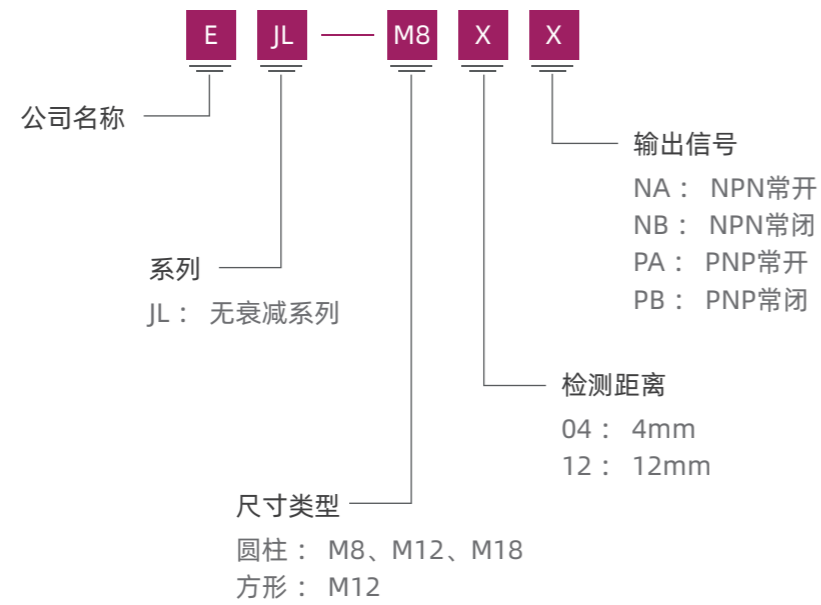 E JL M8 X X
公司名称
输出信号
NA： NPN常开
NB： NPN常闭
PA： PNP常开
PB： PNP常闭
系列
JL： 无衰减系列
检测距离
04： 4mm
12： 12mm
尺寸类型
圆柱： M8、M12、M18
方形： M12